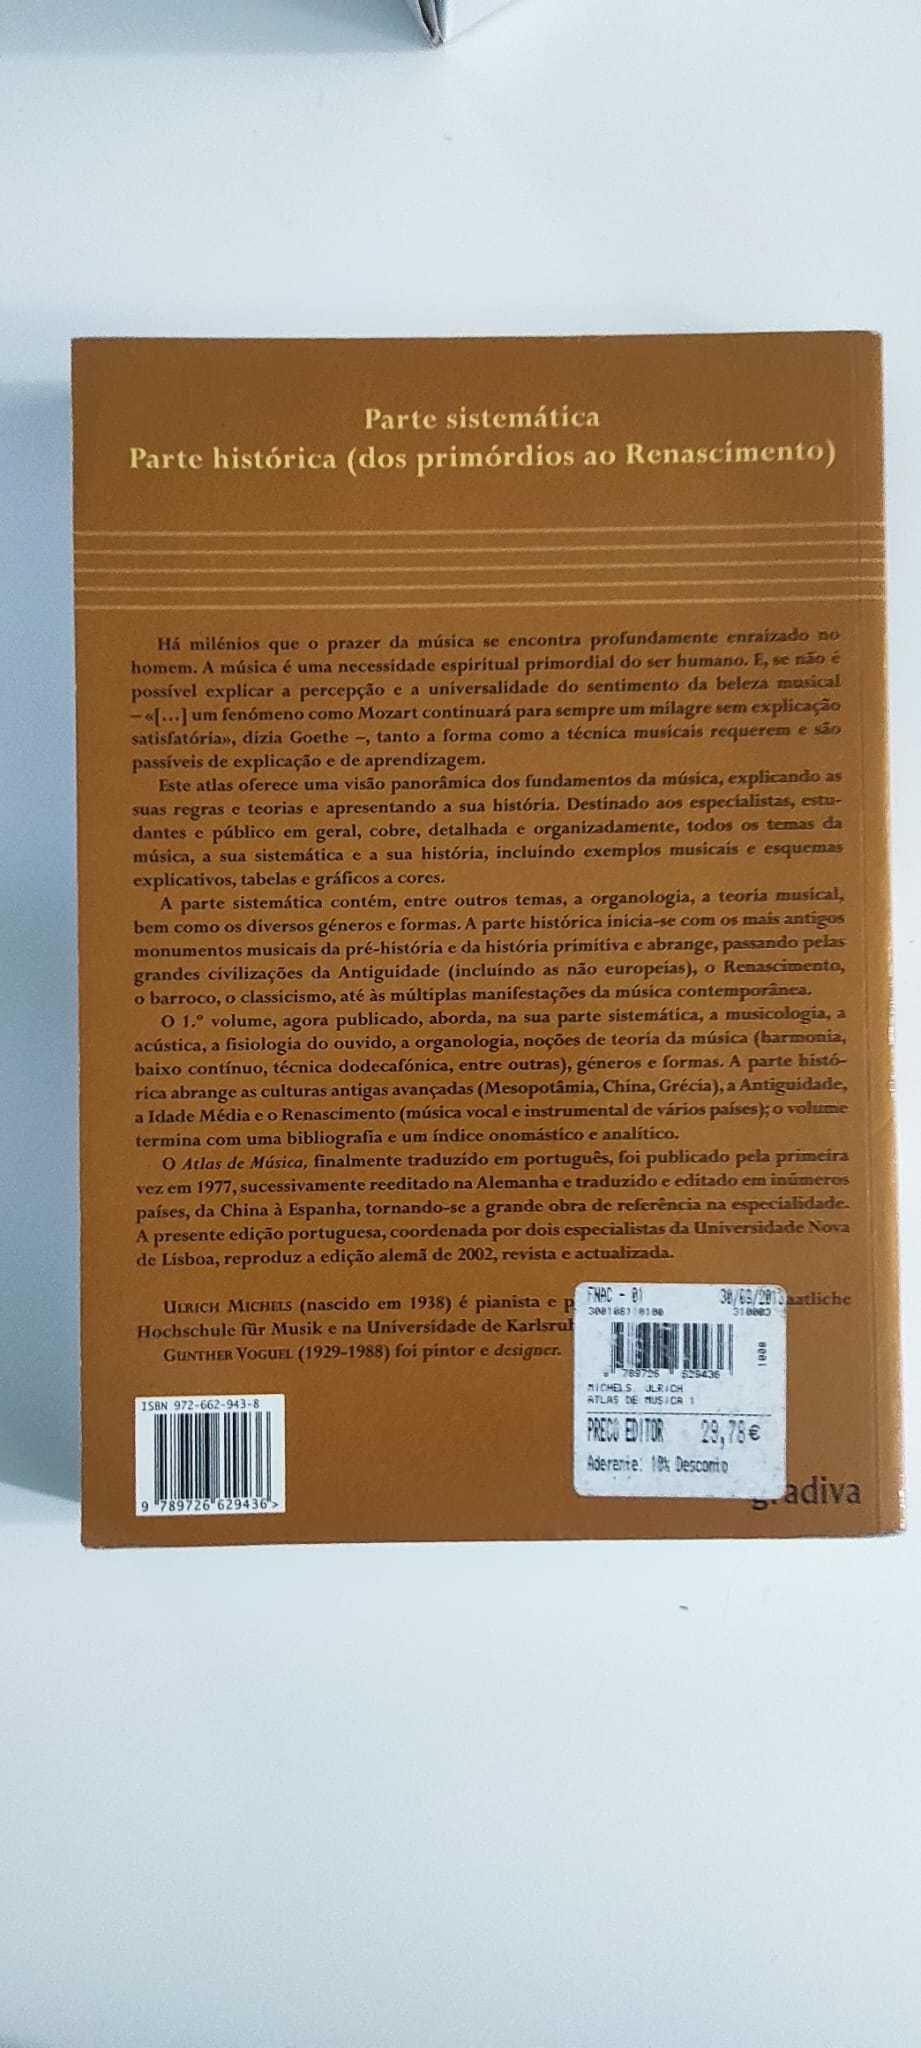 Parte sistemática
Parte histórica (dos primórdios ao Renascimento)
Há milénios que o prazer da música se encontra profundamente enraizado no
homem. A música é uma necessidade espiritual primordial do ser humano. E, se não é
possível explicar a percepção e a universalidade do sentimento da beleza musical
–«[…] um fenómeno como Mozart continuará para sempre um milagre sem explicação
satisfatória», dizia Goethe –, tanto a forma como a técnica musicais requerem e são
passíveis de explicação e de aprendizagem.
Este atlas oferece uma visão panorâmica dos fundamentos da música, explicando as
suas regras e teorias e apresentando a sua história. Destinado aos especialistas, estu-
dantes e público em geral, cobre, detalhada e organizadamente, todos os temas da
música, a sua sistemática e a sua história, incluindo exemplos musicais e esquemas
explicativos, tabelas e gráficos a cores.
A parte sistemática contém, entre outros temas, a organologia, a teoria musical,
bem como os diversos géneros e formas. A parte histórica inicia-se com os mais antigos
monumentos musicais da pré-história e da história primitiva e abrange, passando pelas
grandes civilizações da Antiguidade (incluindo as não europeias), o Renascimento,
o barroco, o classicismo, até às múltiplas manifestações da música contemporânea.
O 1.º volume, agora publicado, aborda, na sua parte sistemática, a musicologia, a
acústica, a fisiologia do ouvido, a organologia, noções de teoria da música (harmonia,
baixo contínuo, técnica dodecafónica, entre outras), géneros e formas. A parte histó-
rica abrange as culturas antigas avançadas (Mesopotâmia, China, Grécia), a Antiguidade,
a Idade Média e o Renascimento (música vocal e instrumental de vários países); o volume
termina com uma bibliografia e um índice onomástico e analítico.
O Atlas de Música, finalmente traduzido em português, foi publicado pela primeira
vez em 1977, sucessivamente reeditado na Alemanha e traduzido e editado em inúmeros
países, da China à Espanha, tornando-se a grande obra de referência na especialidade.
A presente edição portuguesa, coordenada por dois especialistas da Universidade Nova
de Lisboa, reproduz a edição alemã de 2002, revista e actualizada.
ULRICH MICHELS (nascido em 1938) é pianista e p aatliche
Hochschule für Musik e na Universidade de Karlsruh
GUNTHER VOGUEL (1929-1988) foi pintor e designer.
FNAC - 01 30/09/2013
310003
9 789726 629436
1000
MICHELS, ULRICH
ATLAS DE MUSICA 1
PRECO EDITOR 29,78€
Aderente: 10% Desconto
ISBN 972-662-943-8
9 789726 629436 >
gradiva